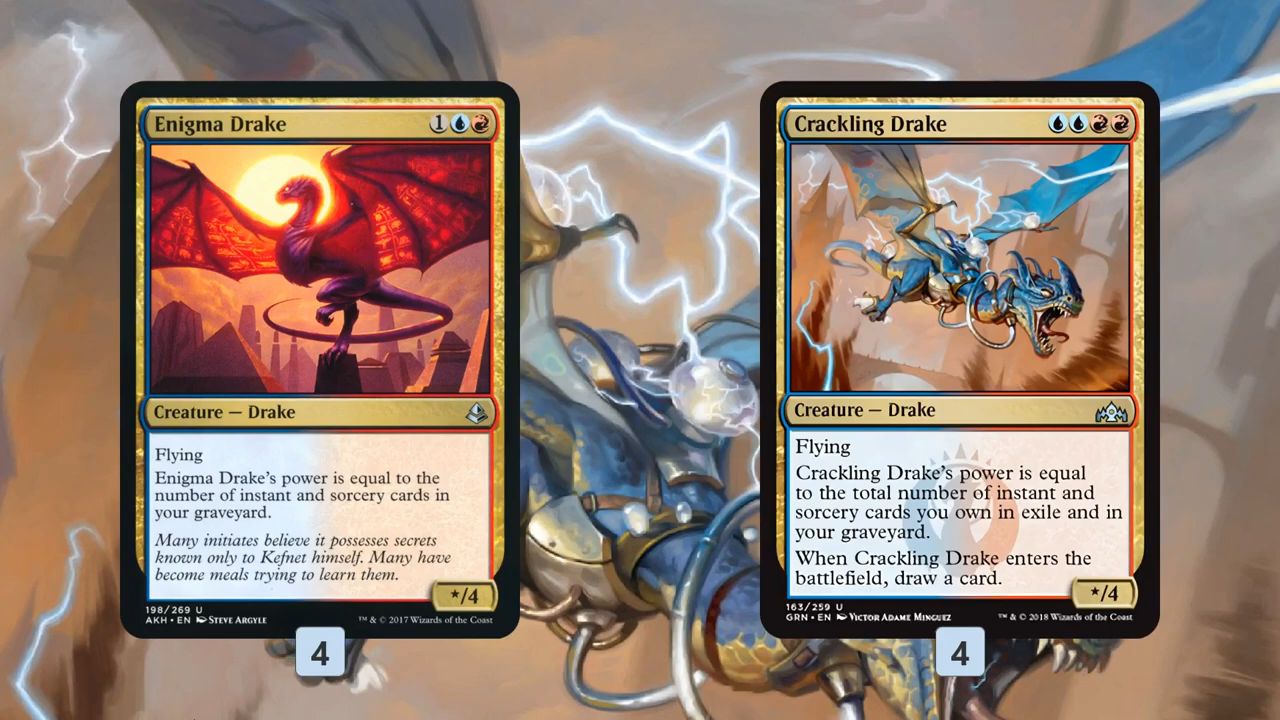 Enigma Drake 1
Creature — Drake
Flying
Enigma Drake's power is equal to the
number of instant and sorcery cards in
your graveyard.
Many initiates believe it possesses secrets
known only to Kefnet himself. Many have
become meals trying to learn them.
*/4
198/269 U
AKH • EN Steve Argyle ™ & © 2017 Wizards of the Coast
4
Crackling Drake
Creature — Drake
Flying
Crackling Drake's power is equal
to the total number of instant and
sorcery cards you own in exile and in
your graveyard.
When Crackling Drake enters the
battlefield, draw a card.
*/4
163/259 U
GRN • EN Victor Adame Minguez ™ & © 2018 Wizards of the Coast
4